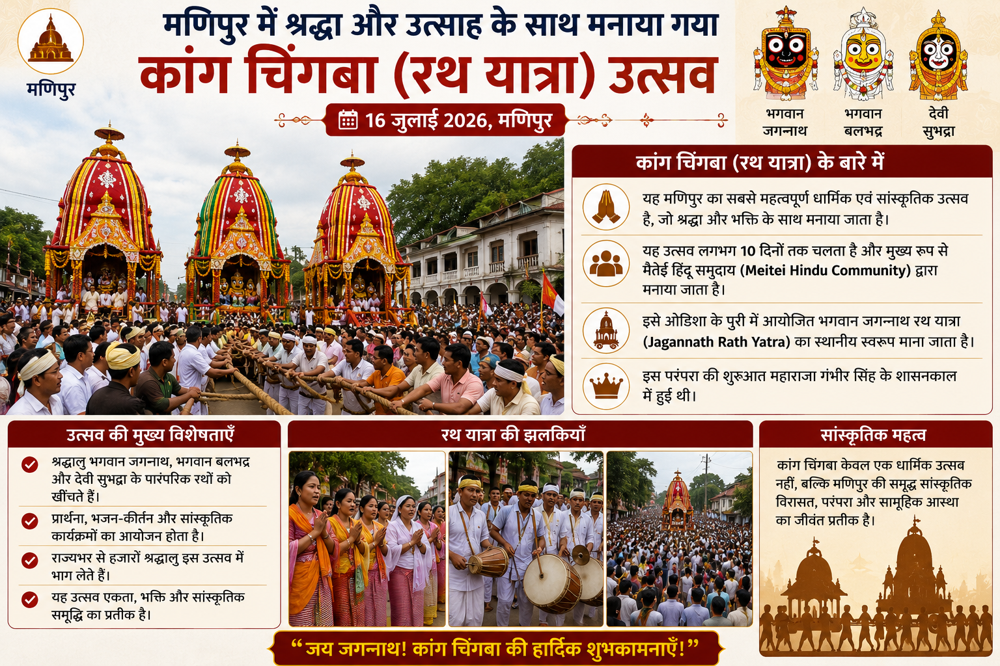 मणिपुर
मणिपुर में श्रद्धा और उत्साह के साथ मनाया गया
कांग चिंगबा (रथ यात्रा) उत्सव
16 जुलाई 2026, मणिपुर
भगवान
जगन्नाथ
भगवान
बलभद्र
देवी
सुभद्रा
कांग चिंगबा (रथ यात्रा) के बारे में
यह मणिपुर का सबसे महत्वपूर्ण धार्मिक एवं सांस्कृतिक उत्सव
है, जो श्रद्धा और भक्ति के साथ मनाया जाता है।
यह उत्सव लगभग 10 दिनों तक चलता है और मुख्य रूप से
मैतेई हिंदू समुदाय (Meitei Hindu Community) द्वारा
मनाया जाता है।
इसे ओडिशा के पुरी में आयोजित भगवान जगन्नाथ रथ यात्रा
(Jagannath Rath Yatra) का स्थानीय स्वरूप माना जाता है।
इस परंपरा की शुरुआत महाराजा गंभीर सिंह के शासनकाल
में हुई थी।
उत्सव की मुख्य विशेषताएँ
श्रद्धालु भगवान जगन्नाथ, भगवान बलभद्र
और देवी सुभद्रा के पारंपरिक रथों को
खींचते हैं।
प्रार्थना, भजन-कीर्तन और सांस्कृतिक
कार्यक्रमों का आयोजन होता है।
राज्यभर से हजारों श्रद्धालु इस उत्सव में
भाग लेते हैं।
यह उत्सव एकता, भक्ति और सांस्कृतिक
समृद्धि का प्रतीक है।
रथ यात्रा की झलकियाँ
सांस्कृतिक महत्व
कांग चिंगबा केवल एक धार्मिक उत्सब
नहीं, बल्कि मणिपुर की समृद्ध सांस्कृतिक
विरासत, परंपरा और सामूहिक आस्था
का जीवंत प्रतीक है।
“जय जगन्नाथ! कांग चिंगबा की हार्दिक शुभकामनाएँ!”